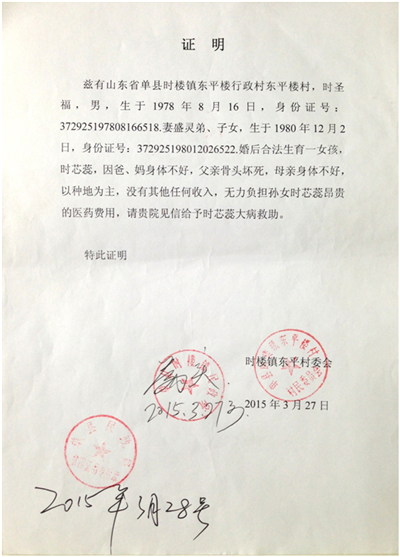 证 明
兹有山东省单县时楼镇东平楼行政村东平楼村，时圣
福，男，生于 1978 年 8 月 16 日，身份证号：
372925197808166518.妻盛灵弟、子女，生于 1980 年 12 月 2
日，身份证号：372925198012026522.婚后合法生育一女孩，
时芯蕊，因爸、妈身体不好，父亲骨头坏死，母亲身体不好，
以种地为主，没有其他任何收入，无力负担孙女时芯蕊昂贵
的医药费用，请贵院见信给予时芯蕊大病救助。
特此证明
时楼镇东平村委会
2015.3.27
2015 年 3 月 27 日
2015年3月28号